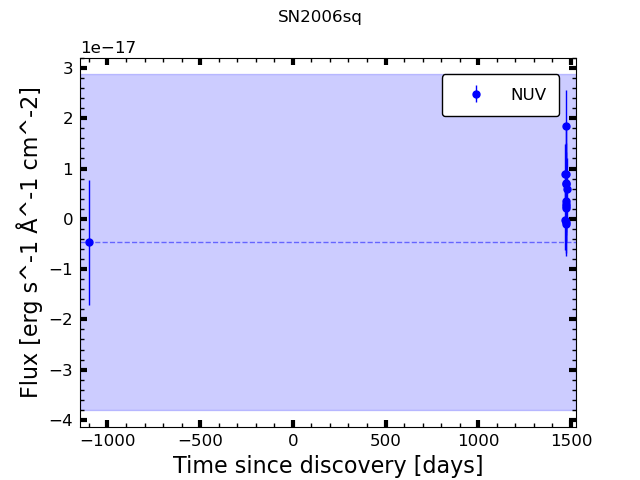 SN2006sq
1e−17
3
2
1
0
−1
−2
−3
−4
Flux [erg s^-1 Å^-1 cm^-2]
NUV
−1000 −500 0 500 1000 1500
Time since discovery [days]